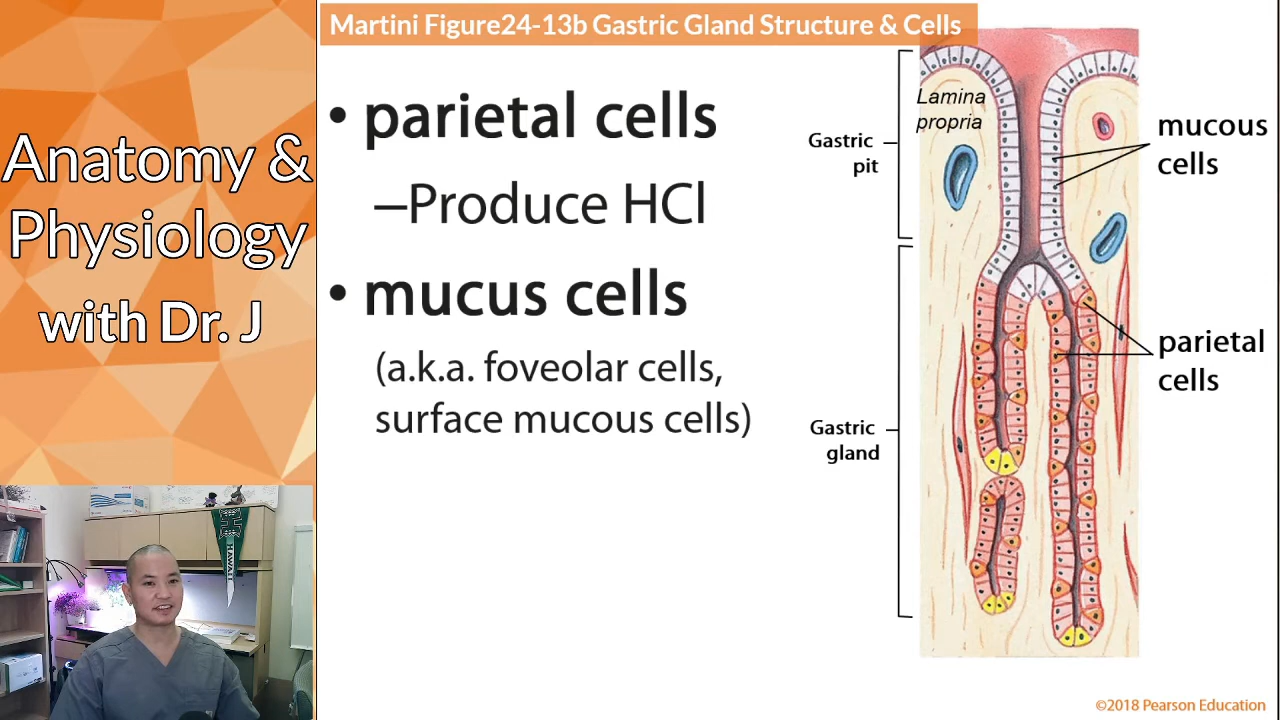 Martini Figure24-13b Gastric Gland Structure & Cells
Anatomy &
Physiology
with Dr. J
• parietal cells
–Produce HCl
• mucus cells
(a.k.a. foveolar cells,
surface mucous cells)
Gastric
pit
Lamina
propria
mucous
cells
parietal
cells
Gastric
gland
HAWAII
©2018 Pearson Education